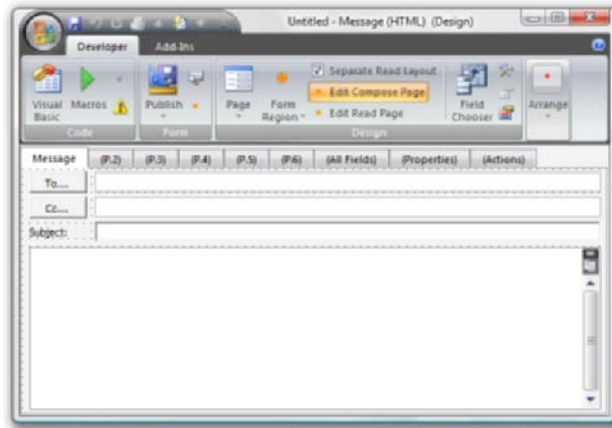 Untitled - Message (HTML) (Design)
Developer Add-Ins
Visual Basic Macros Publish Page Form Region Separate Read Layout
Edit Compose Page
Edit Read Page
Field Chooser Arrange
Code Form Design
Message (P.2) (P.3) (P.4) (P.5) (P.6) (All Fields) (Properties) (Actions)
To...
Cc...
Subject: